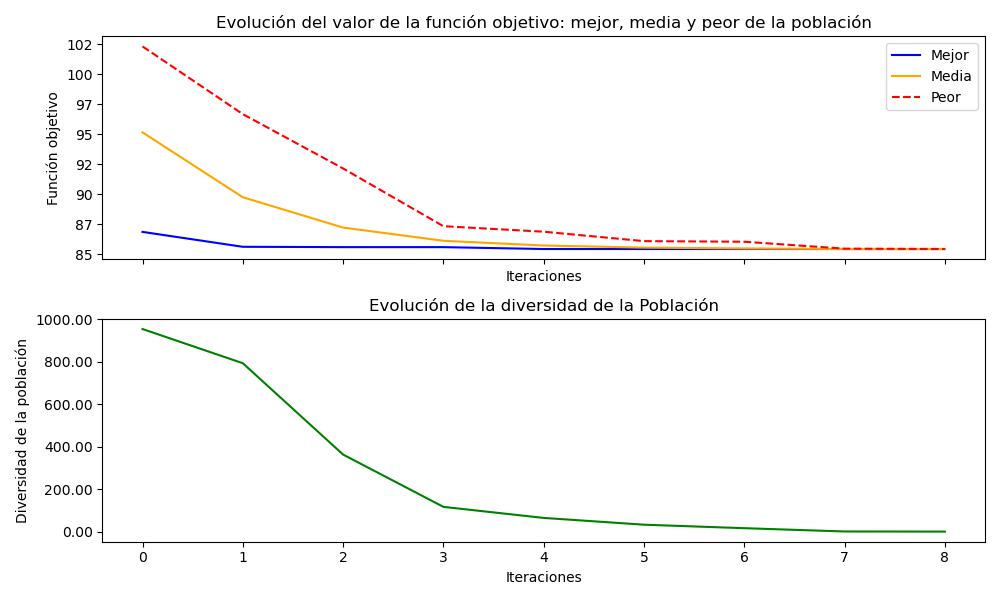 Evolución del valor de la función objetivo: mejor, media y peor de la población
102
100
97
95
92
90
87
85
Función objetivo
Mejor
Media
Peor
Iteraciones
Evolución de la diversidad de la Población
1000.00
800.00
600.00
400.00
200.00
0.00
Diversidad de la población
0 1 2 3 4 5 6 7 8
Iteraciones